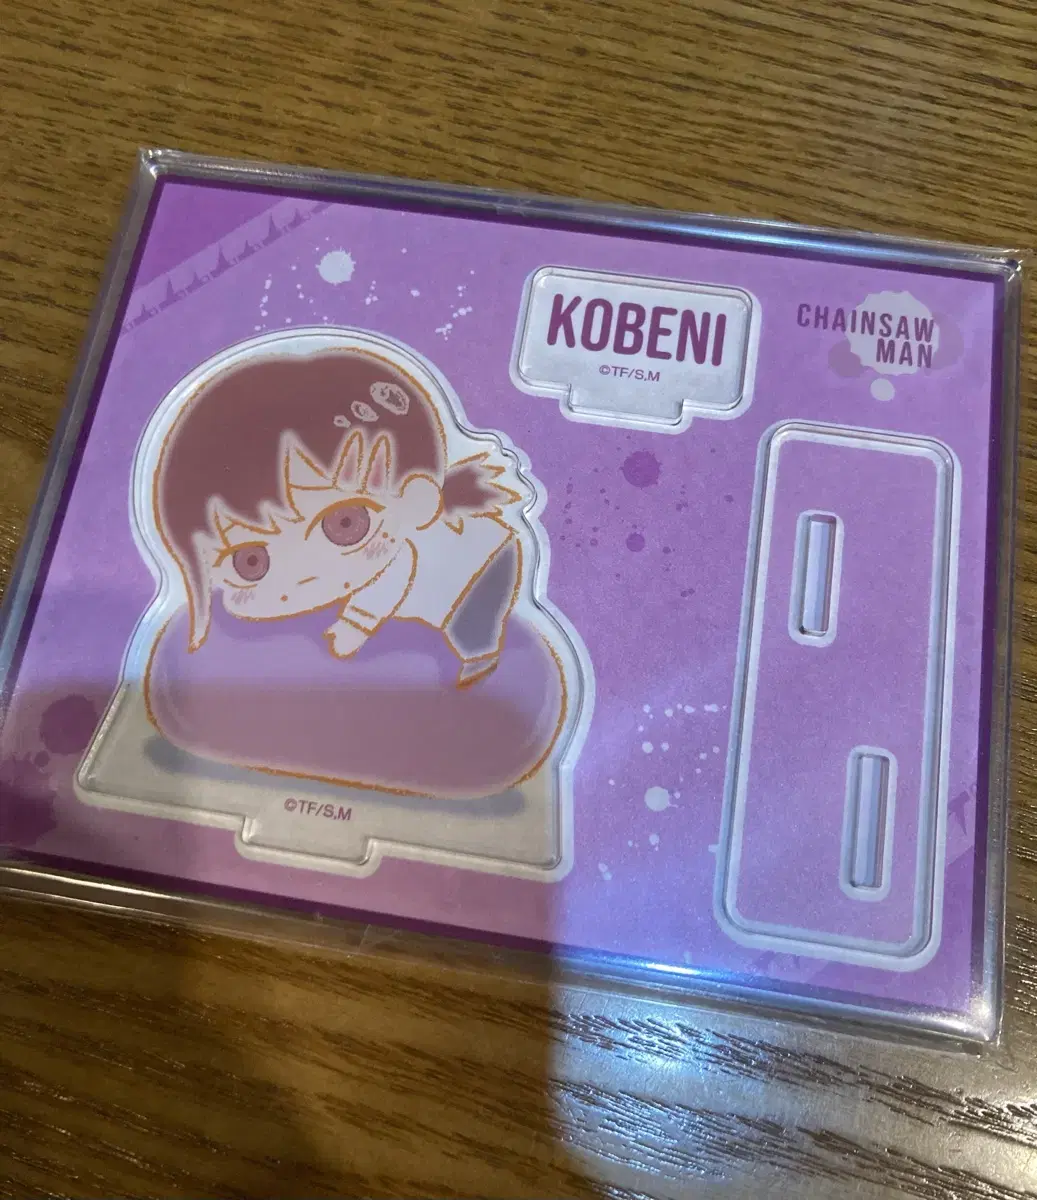 KOBENI
©TF/S,M
CHAINSAW
MAN
©TF/S,M